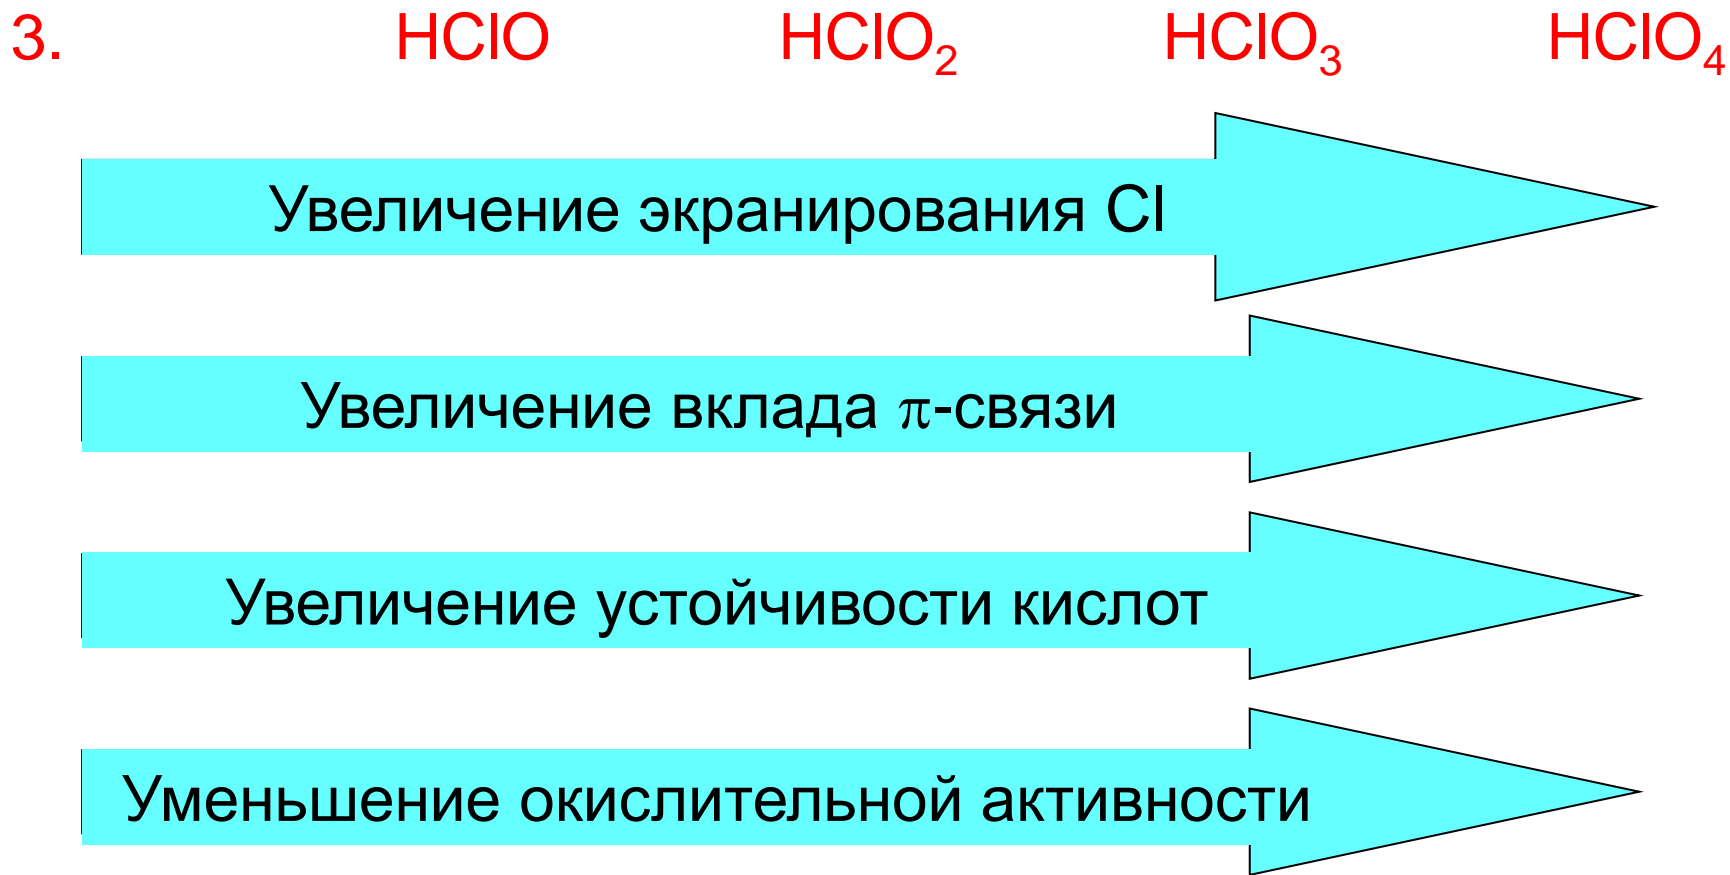 3. HClO HClO₂ HClO₃ HClO₄
Увеличение экранирования Cl
Увеличение вклада π-связи
Увеличение устойчивости кислот
Уменьшение окислительной активности